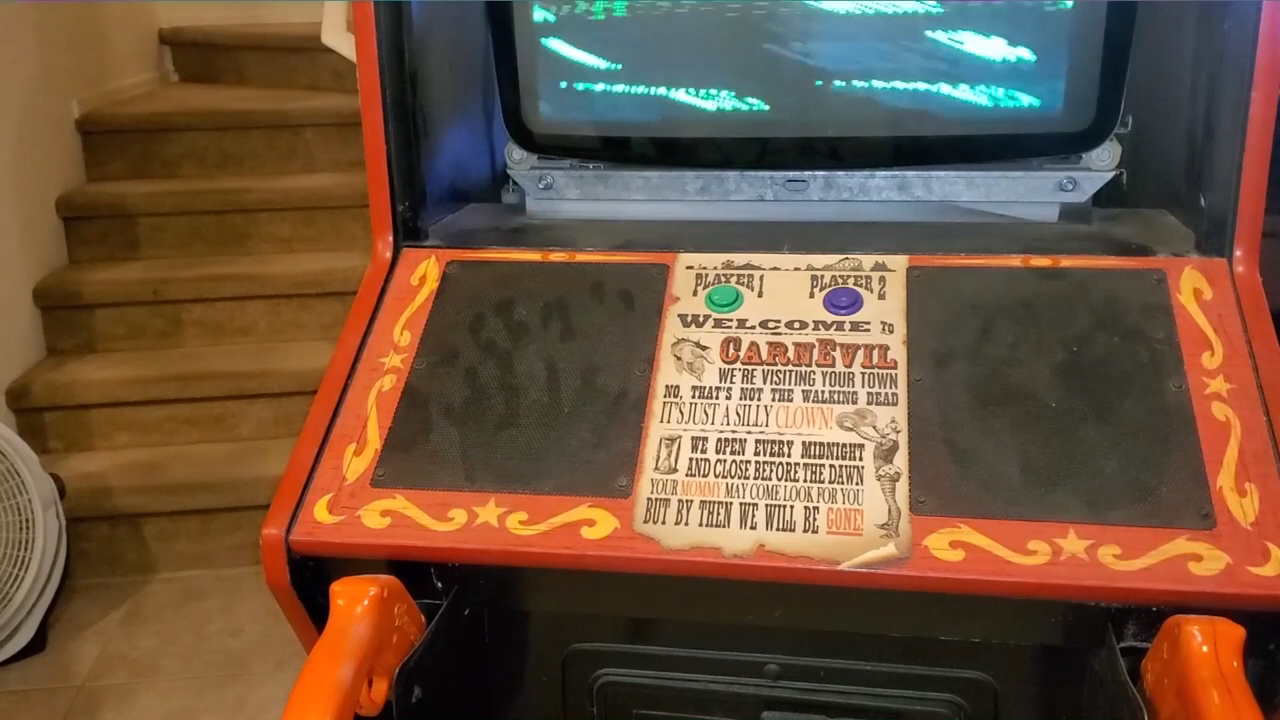 PLAYER 1 PLAYER 2
WELCOME TO
CARNEVIL
WE'RE VISITING YOUR TOWN
NO, THAT'S NOT THE WALKING DEAD
IT'S JUST A SILLY CLOWN!
WE OPEN EVERY MIDNIGHT
AND CLOSE BEFORE THE DAWN
YOUR MOMMY MAY COME LOOK FOR YOU
BUT BY THEN WE WILL BE GONE!